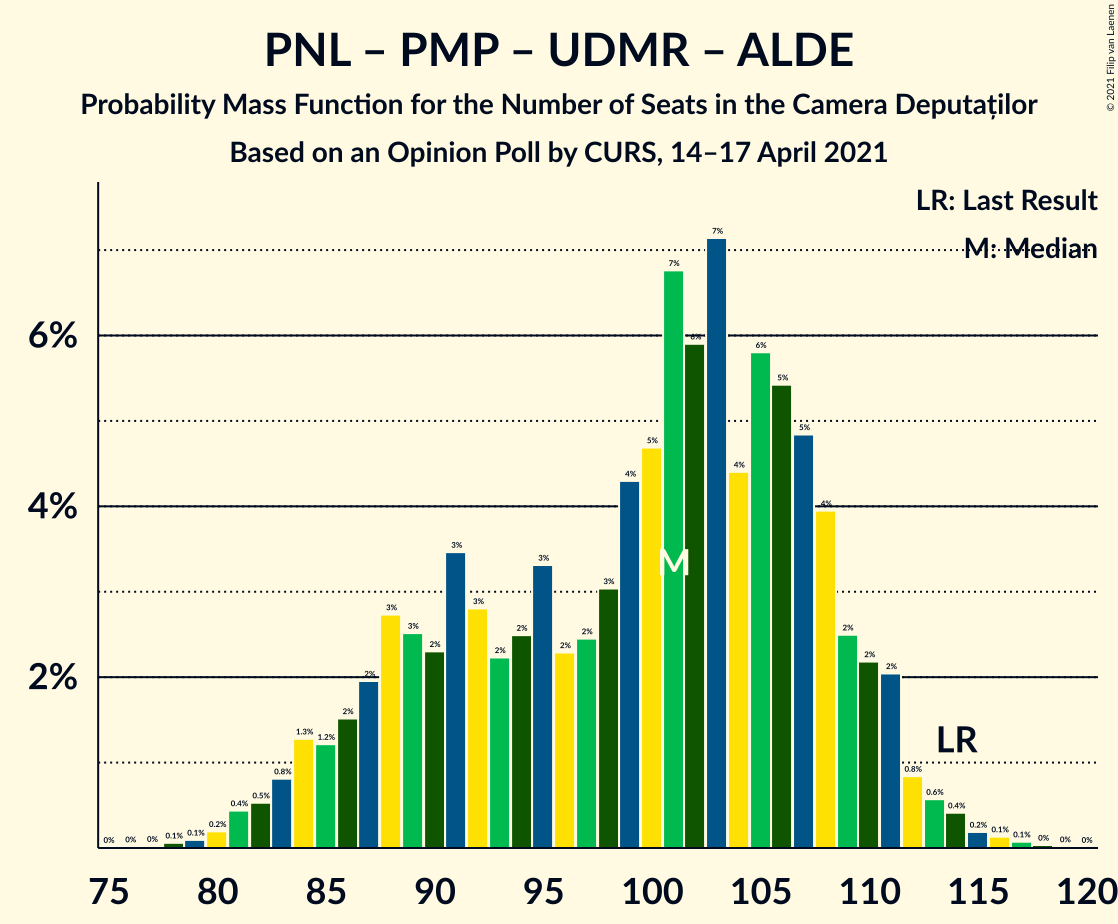 PNL – PMP – UDMR – ALDE
Probability Mass Function for the Number of Seats in the Camera Deputaților
Based on an Opinion Poll by CURS, 14–17 April 2021
© 2021 Filip van Laenen
LR: Last Result
M: Median
6%
4%
2%
0% 0% 0% 0.1% 0.1% 0.2% 0.4% 0.5% 0.8% 1.3% 1.2% 2% 2% 3% 3% 2% 3% 3% 2% 2% 3% 2% 2% 3% 4% 5% 7% 6% 7% 4% 6% 5% 5% 4% 2% 2% 2% 0.8% 0.6% 0.4% 0.2% 0.1% 0.1% 0% 0% 0%
M
LR
75 80 85 90 95 100 105 110 115 120